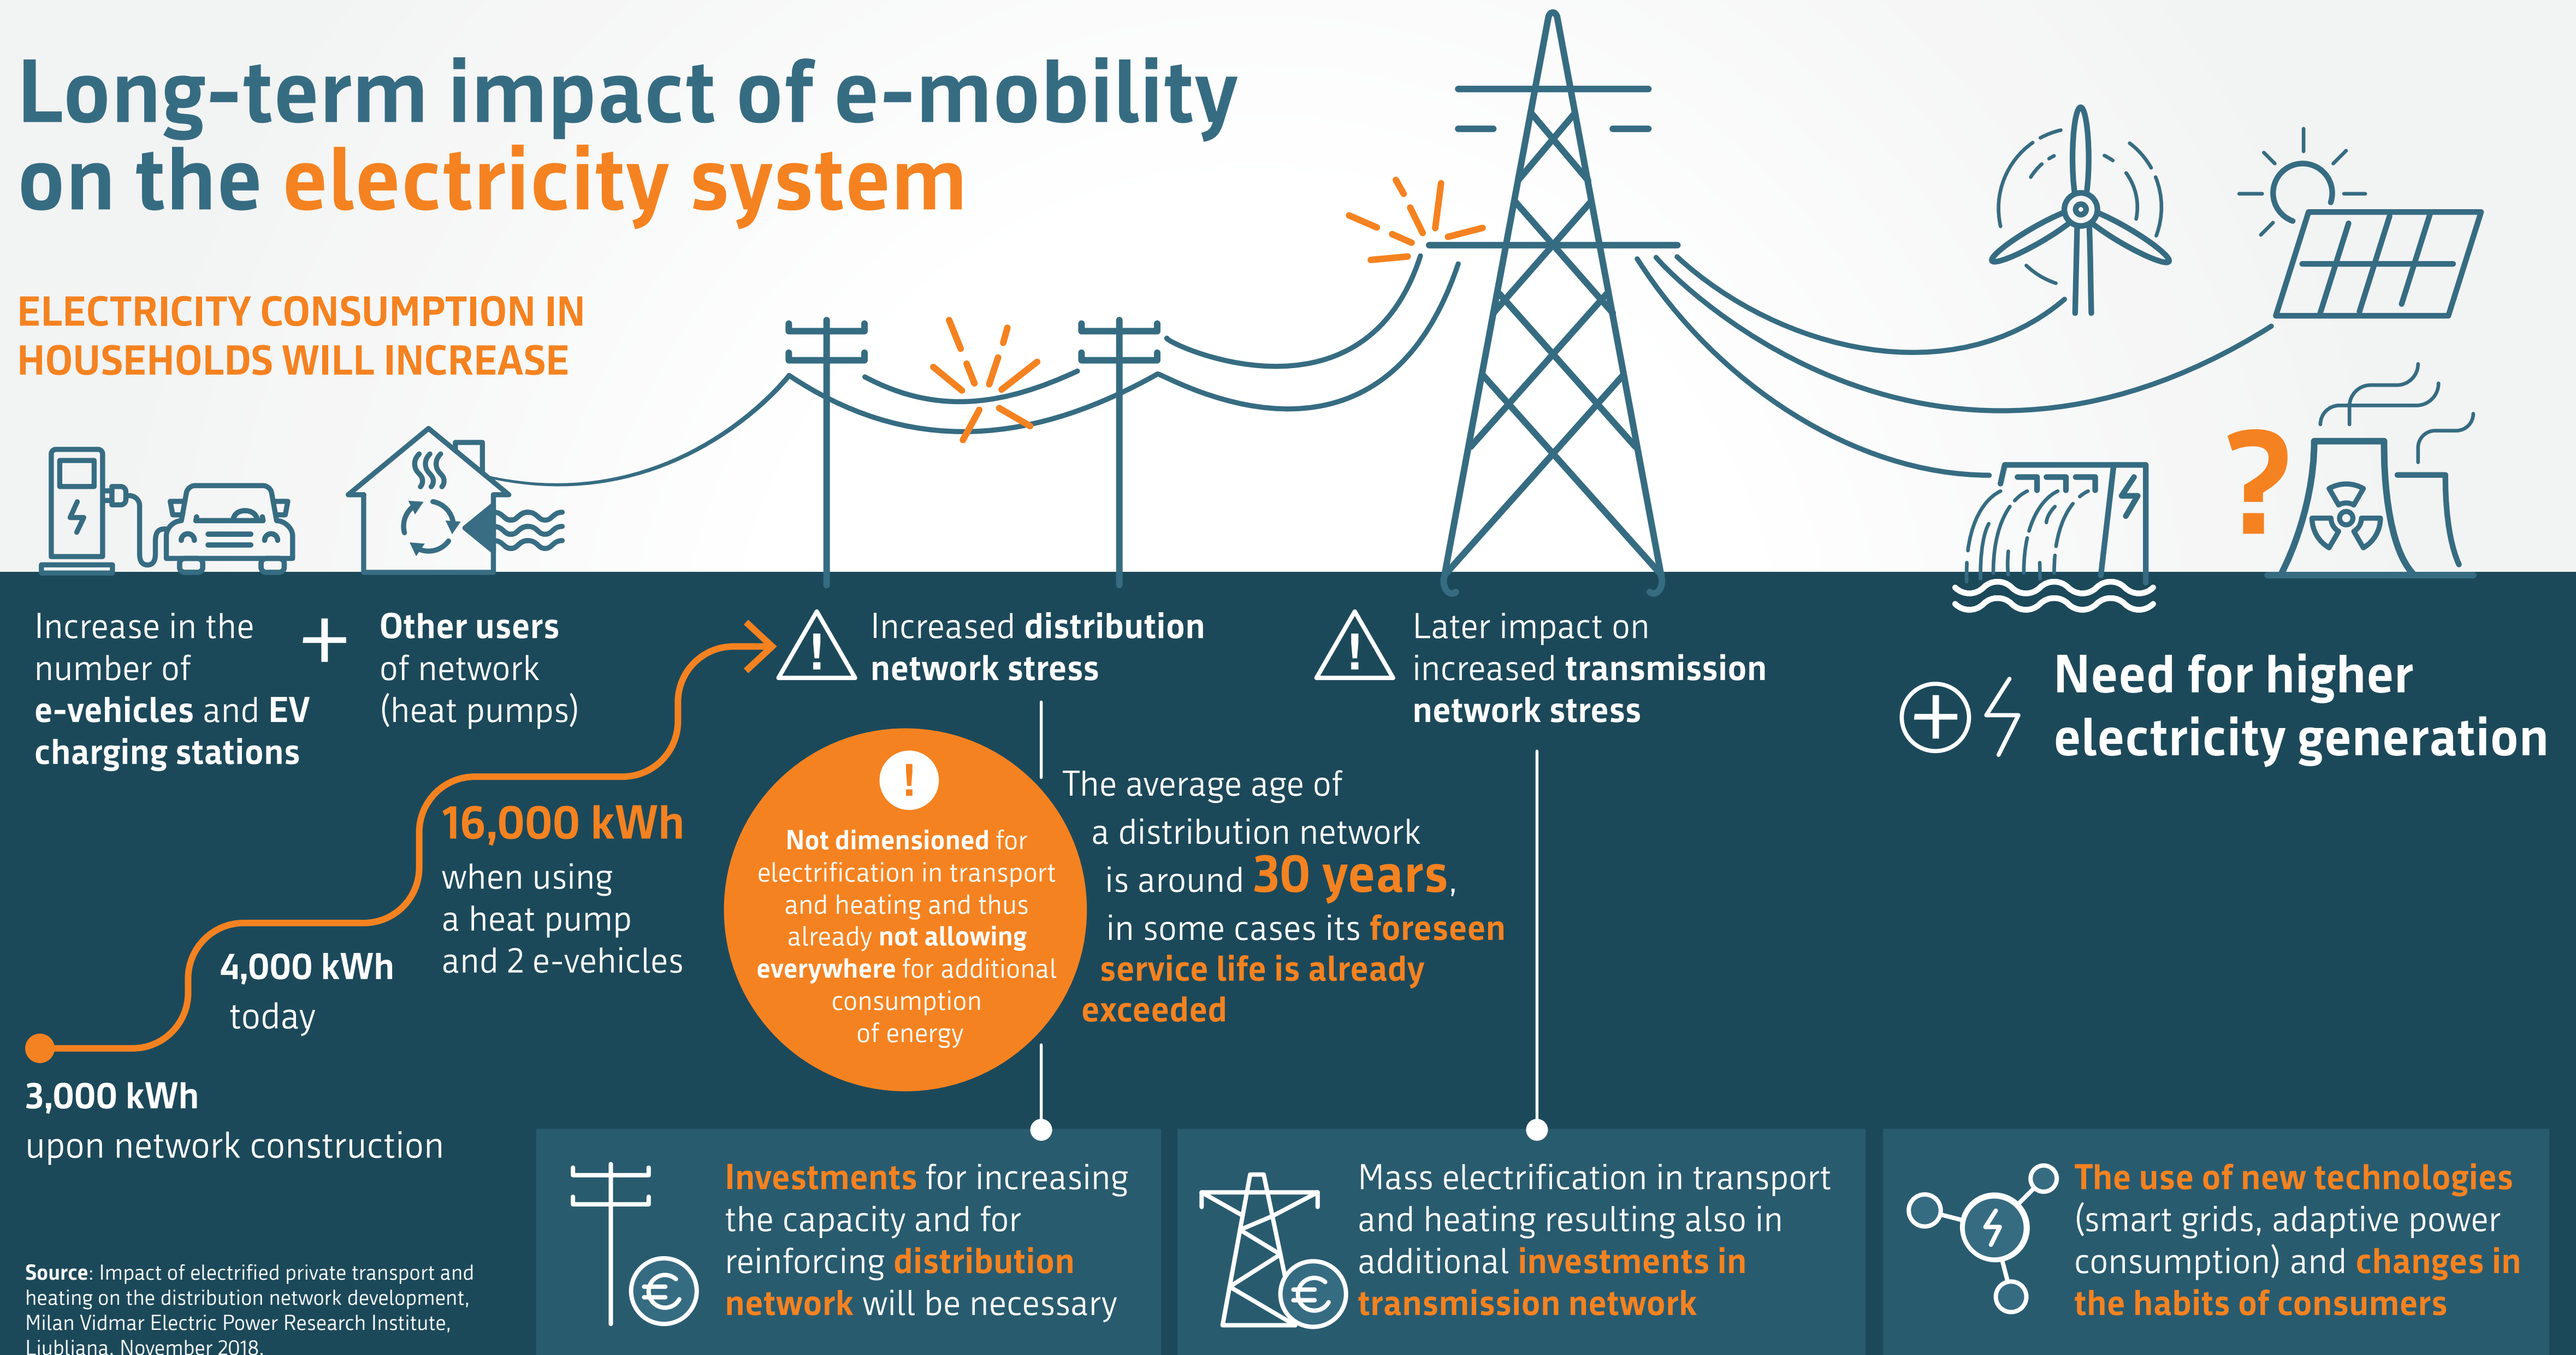 Long-term impact of e-mobility
on the electricity system
ELECTRICITY CONSUMPTION IN
HOUSEHOLDS WILL INCREASE
?
Increase in the
number of
e-vehicles and EV
charging stations
+
Other users
of network
(heat pumps)
! Increased distribution
network stress
! Later impact on
increased transmission
network stress
Need for higher
electricity generation
16,000 kWh
when using
a heat pump
and 2 e-vehicles
4,000 kWh
today
3,000 kWh
upon network construction
!
Not dimensioned for
electrification in transport
and heating and thus
already not allowing
everywhere for additional
consumption
of energy
The average age of
a distribution network
is around 30 years,
in some cases its foreseen
service life is already
exceeded
€
Investments for increasing
the capacity and for
reinforcing distribution
network will be necessary
€
Mass electrification in transport
and heating resulting also in
additional investments in
transmission network
The use of new technologies
(smart grids, adaptive power
consumption) and changes in
the habits of consumers
Source: Impact of electrified private transport and
heating on the distribution network development,
Milan Vidmar Electric Power Research Institute,
Ljubljana, November 2018.